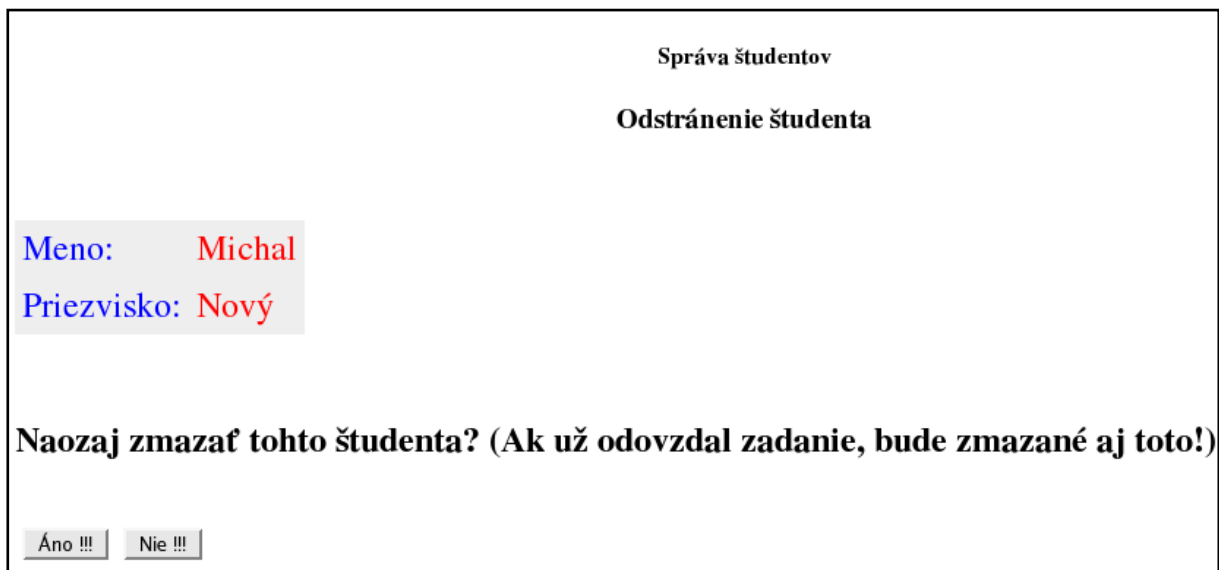 Správa študentov
Odstránenie študenta
Meno: Michal
Priezvisko: Nový
Naozaj zmazať tohto študenta? (Ak už odovzdal zadanie, bude zmazané aj toto!)
Áno !!! Nie !!!